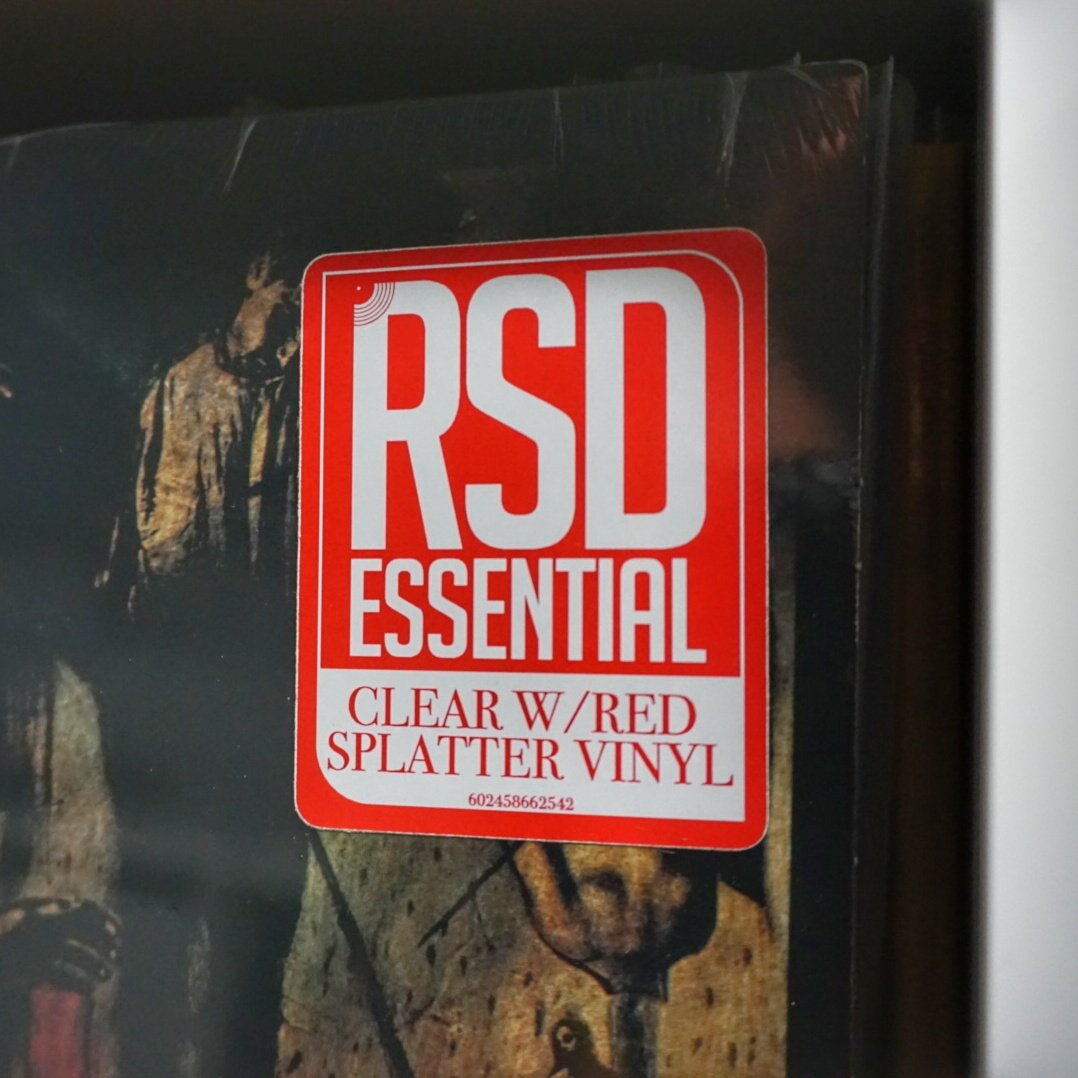 RSD
ESSENTIAL
CLEAR W/RED
SPLATTER VINYL
602458662542